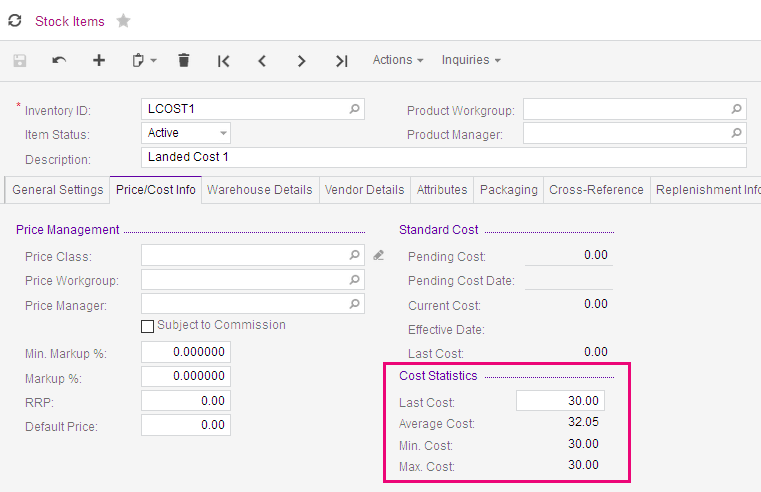 Stock Items
Actions Inquiries
* Inventory ID: LCOST1 Product Workgroup:
Item Status: Active Product Manager:
Description: Landed Cost 1
General Settings Price/Cost Info Warehouse Details Vendor Details Attributes Packaging Cross-Reference Replenishment Info
Price Management Standard Cost
Price Class: Pending Cost: 0.00
Price Workgroup: Pending Cost Date:
Price Manager: Current Cost: 0.00
Subject to Commission Effective Date:
Min. Markup %: 0.000000 Last Cost: 0.00
Markup %: 0.000000 Cost Statistics
RRP: 0.00 Last Cost: 30.00
Default Price: 0.00 Average Cost: 32.05
Min. Cost: 30.00
Max. Cost: 30.00